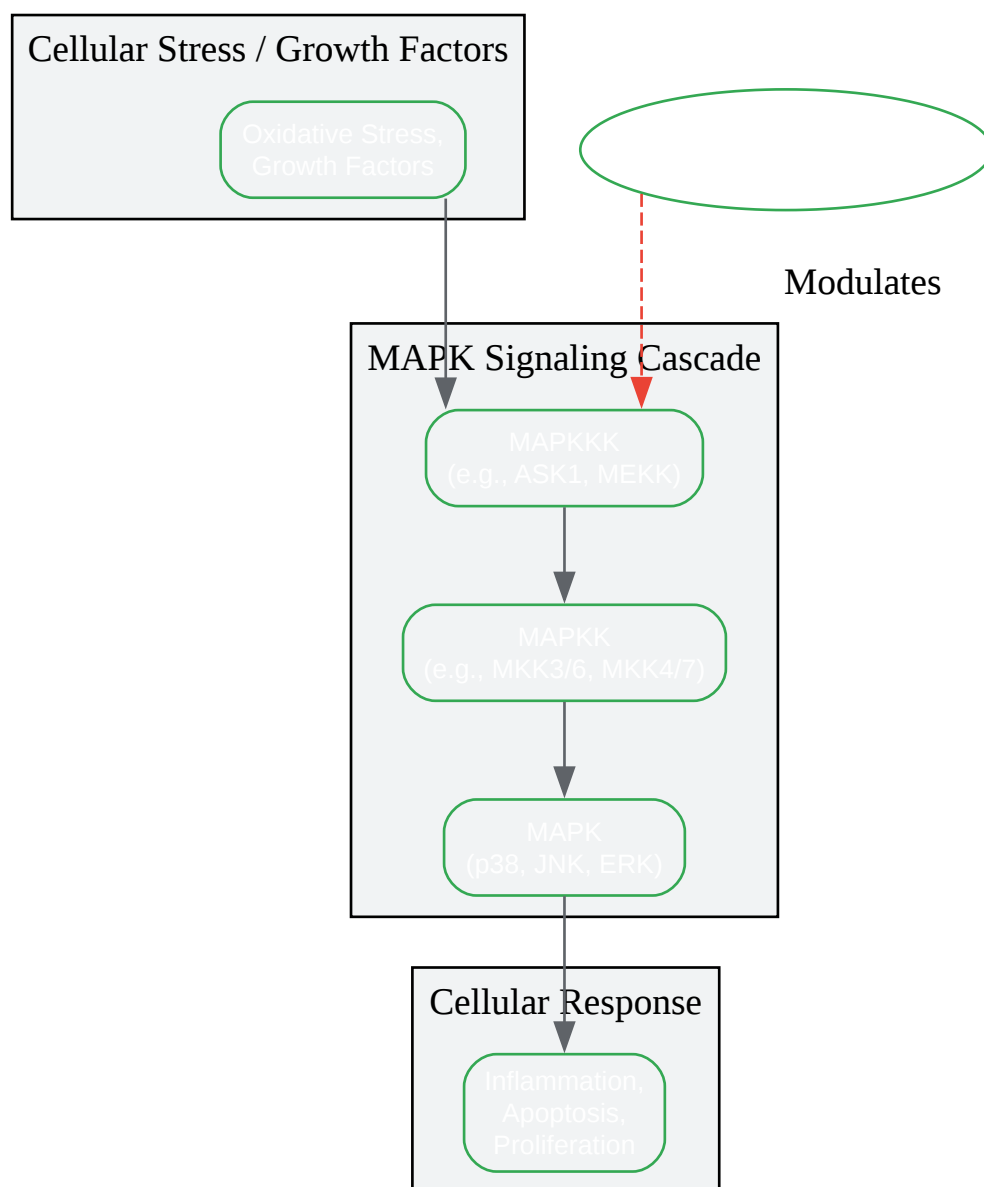 Cellular Stress / Growth Factors
Oxidative Stress,
Growth Factors
Modulates
MAPK Signaling Cascade
MAPKKK
(e.g., ASK1, MEKK)
MAPKK
(e.g., MKK3/6, MKK4/7)
MAPK
(p38, JNK, ERK)
Cellular Response
Inflammation,
Apoptosis,
Proliferation